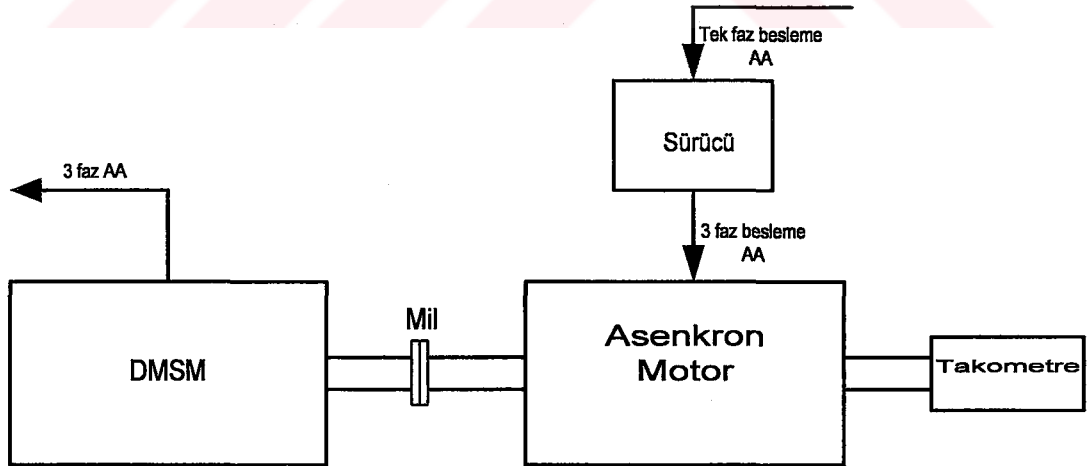 Tek faz besleme
AA
Sürücü
3 faz AA
3 faz besleme
AA
Mil
DMSM
Asenkron
Motor
Takometre